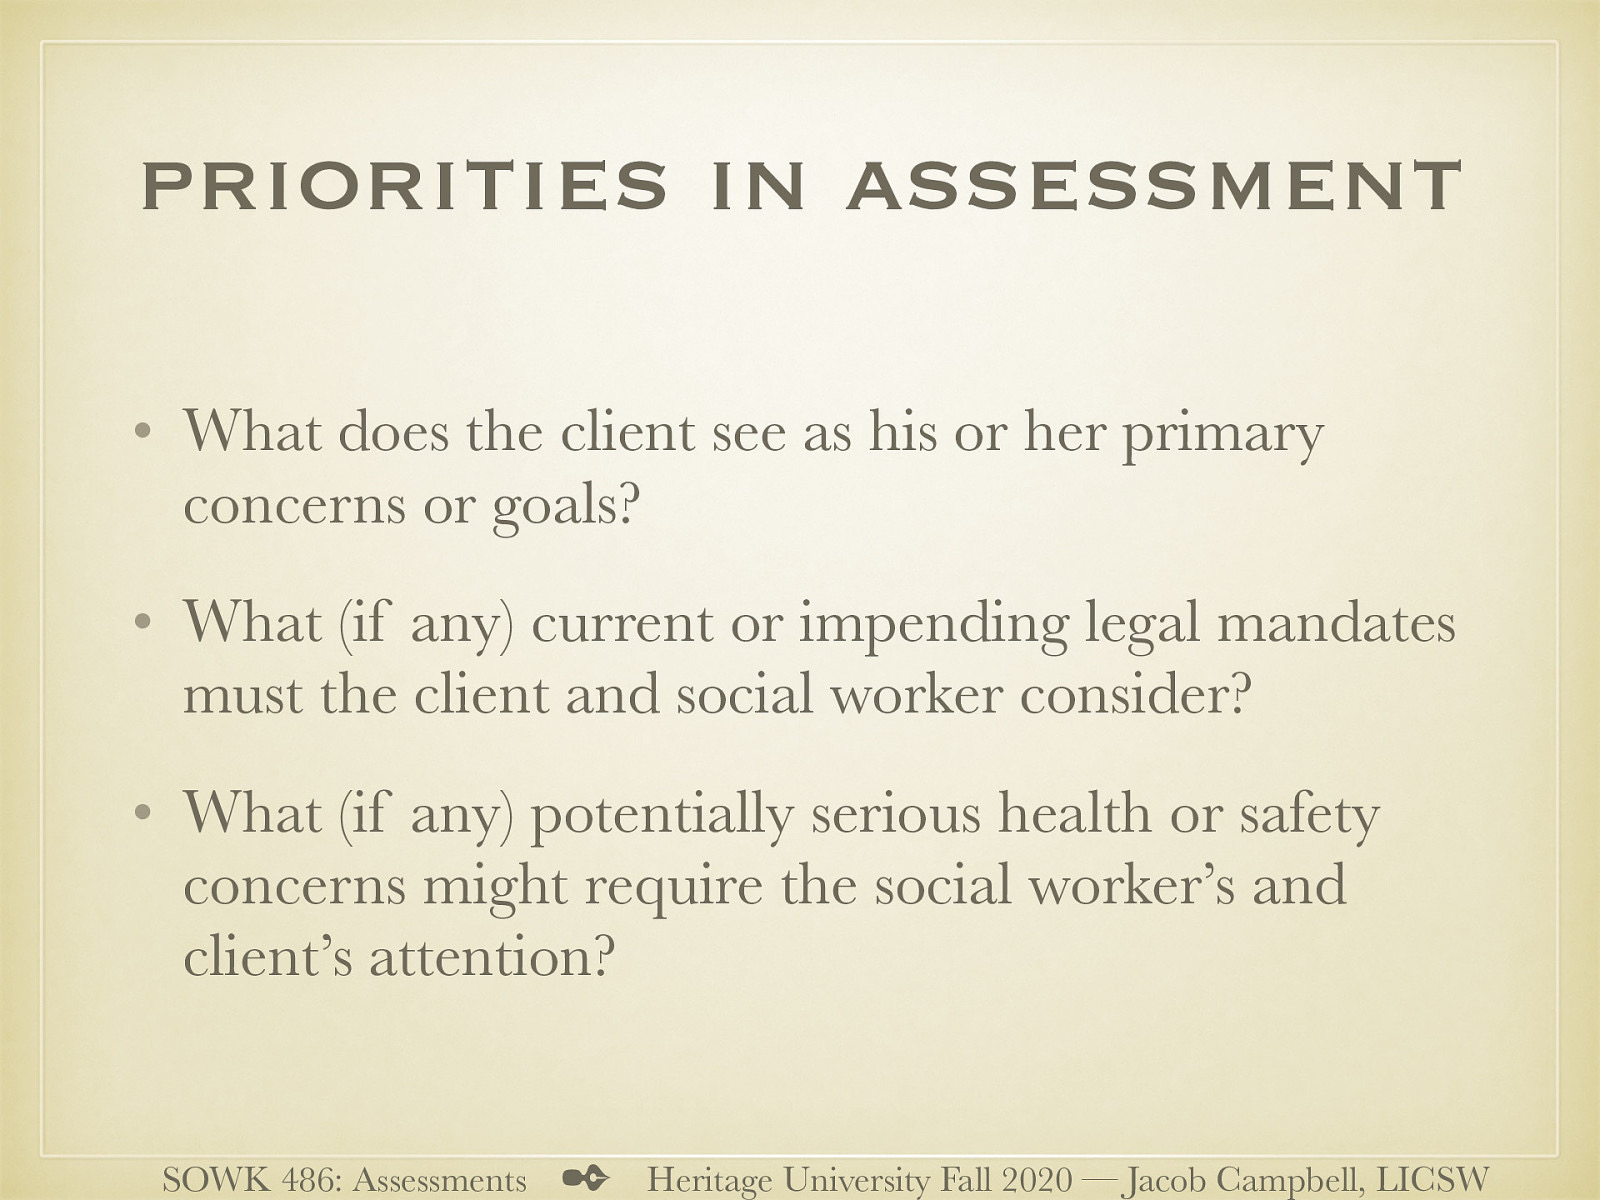 PRIORITIES IN ASSESSMENT
• What does the client see as his or her primary
concerns or goals?
• What (if any) current or impending legal mandates
must the client and social worker consider?
• What (if any) potentially serious health or safety
concerns might require the social worker’s and
client’s attention?
SOWK 486: Assessments ✒ Heritage University Fall 2020 — Jacob Campbell, LICSW